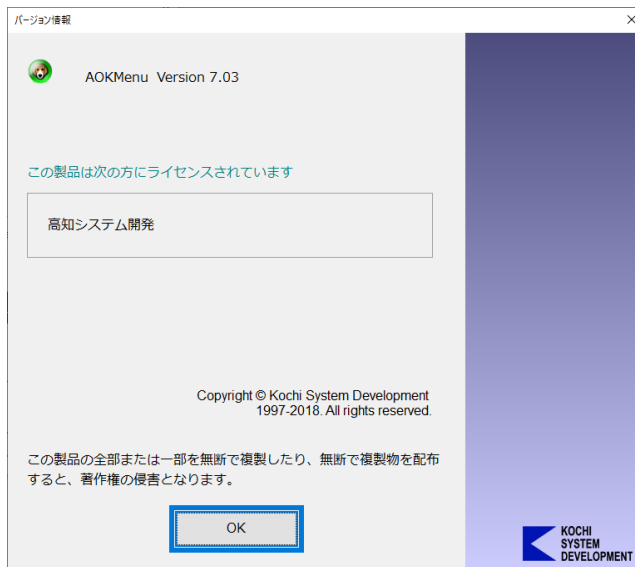 バージョン情報
AOKMenu Version 7.03
この製品は次の方にライセンスされています
高知システム開発
Copyright © Kochi System Development
1997-2018. All rights reserved.
この製品の全部または一部を無断で複製したり、無断で複製物を配布
すると、著作権の侵害となります。
OK
KOCHI
SYSTEM
DEVELOPMENT